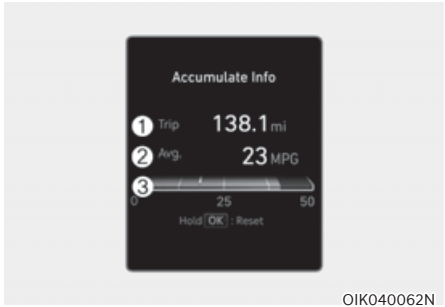 Accumulate Info
① Trip 138.1 mi
② Avg. 23 MPG
③
0 25 50
Hold OK : Reset
OIK040062N